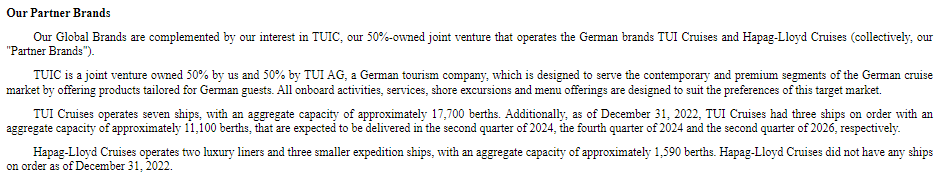 Our Partner Brands
Our Global Brands are complemented by our interest in TUIC, our 50%-owned joint venture that operates the German brands TUI Cruises and Hapag-Lloyd Cruises (collectively, our
"Partner Brands").
TUIC is a joint venture owned 50% by us and 50% by TUI AG, a German tourism company, which is designed to serve the contemporary and premium segments of the German cruise
market by offering products tailored for German guests. All onboard activities, services, shore excursions and menu offerings are designed to suit the preferences of this target market.
TUI Cruises operates seven ships, with an aggregate capacity of approximately 17,700 berths. Additionally, as of December 31, 2022, TUI Cruises had three ships on order with an
aggregate capacity of approximately 11,100 berths, that are expected to be delivered in the second quarter of 2024, the fourth quarter of 2024 and the second quarter of 2026, respectively.
Hapag-Lloyd Cruises operates two luxury liners and three smaller expedition ships, with an aggregate capacity of approximately 1,590 berths. Hapag-Lloyd Cruises did not have any ships
on order as of December 31, 2022.